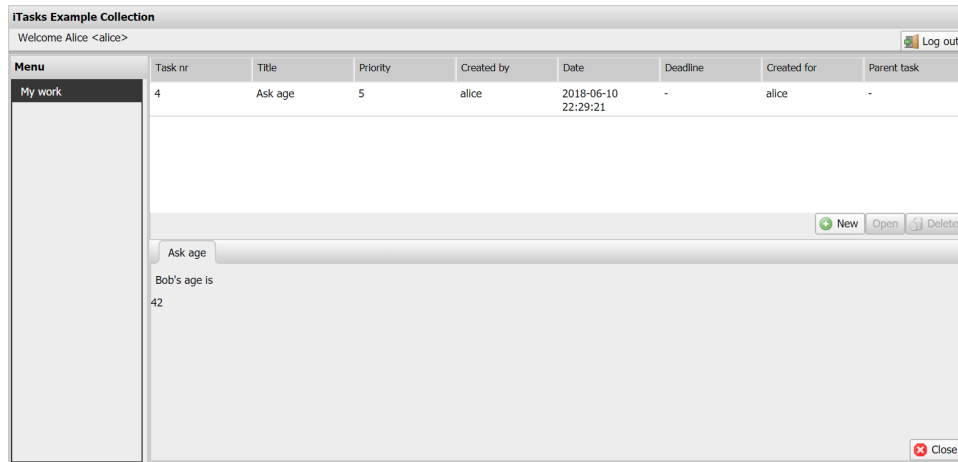 iTasks Example Collection
Welcome Alice <alice>
Log out
Menu
My work
Task nr Title Priority Created by Date Deadline Created for Parent task
4 Ask age 5 alice 2018-06-10 - alice -
22:29:21
New Open Delete
Ask age
Bob's age is
42
Close